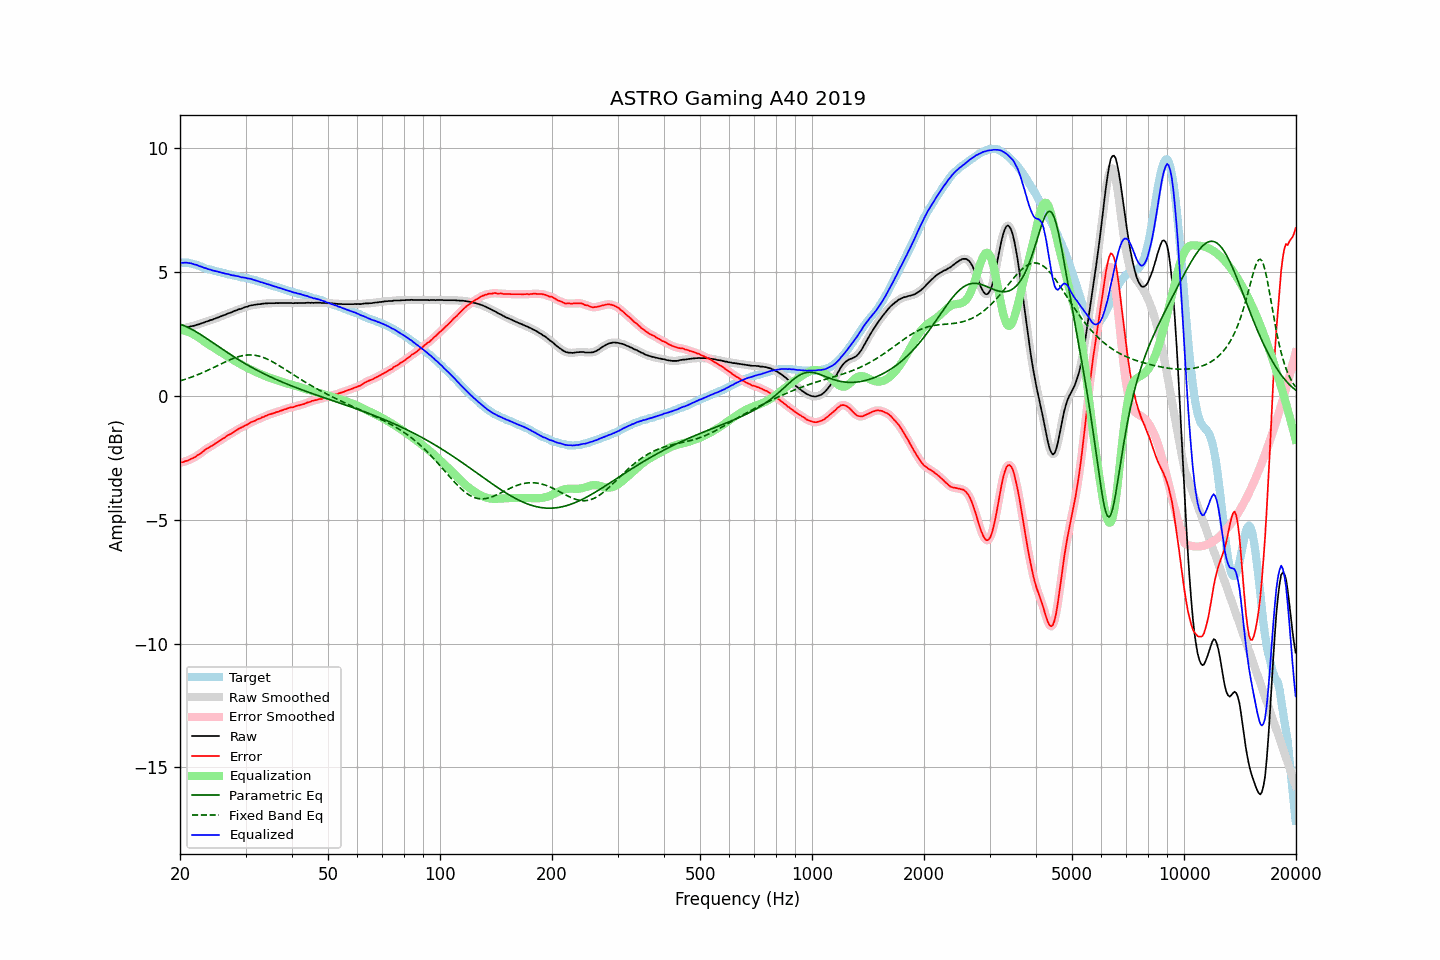 ASTRO Gaming A40 2019
Amplitude (dBr)
10
5
0
−5
−10
−15
Target
Raw Smoothed
Error Smoothed
Raw
Error
Equalization
Parametric Eq
Fixed Band Eq
Equalized
20 50 100 200 500 1000 2000 5000 10000 20000
Frequency (Hz)